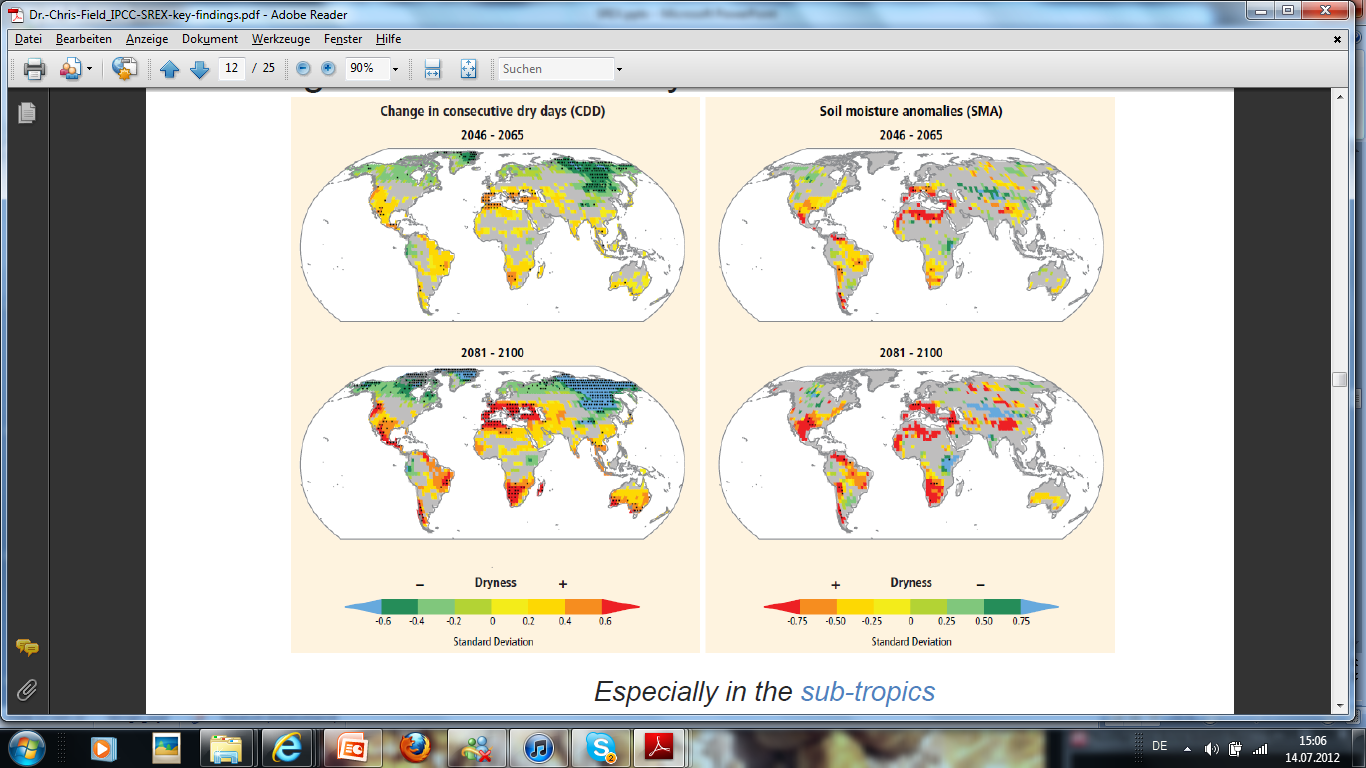 Dr.-Chris-Field_IPCC-SREX-key-findings.pdf - Adobe Reader
Datei Bearbeiten Anzeige Dokument Werkzeuge Fenster Hilfe
12 / 25 90% Suchen
Change in consecutive dry days (CDD)
2046 - 2065
2081 - 2100
− Dryness +
-0.6 -0.4 -0.2 0 0.2 0.4 0.6
Standard Deviation
Soil moisture anomalies (SMA)
2046 - 2065
2081 - 2100
+ Dryness −
-0.75 -0.50 -0.25 0 0.25 0.50 0.75
Standard Deviation
Especially in the sub-tropics
DE
15:06
14.07.2012